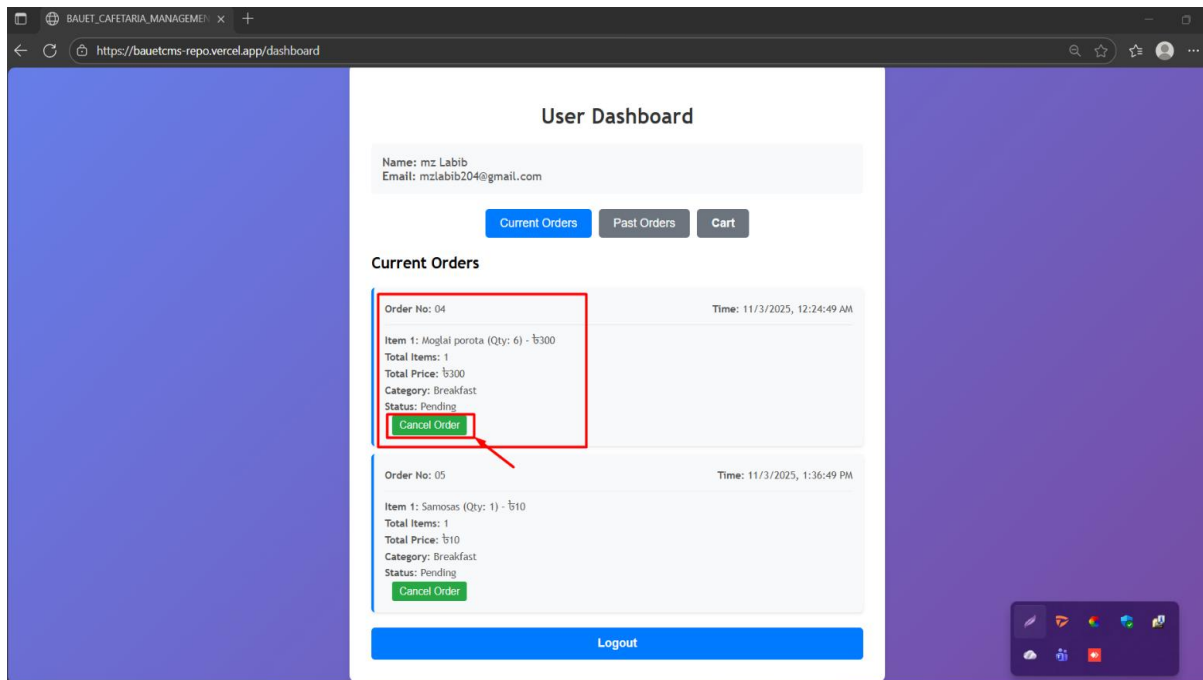 BAUET_CAFETARIA_MANAGEMEN
https://bauetcms-repo.vercel.app/dashboard
User Dashboard
Name: mz Labib
Email: mzlabib204@gmail.com
Current Orders Past Orders Cart
Current Orders
Order No: 04 Time: 11/3/2025, 12:24:49 AM
Item 1: Moglai porota (Qty: 6) - ৳300
Total Items: 1
Total Price: ৳300
Category: Breakfast
Status: Pending
Cancel Order
Order No: 05 Time: 11/3/2025, 1:36:49 PM
Item 1: Samosas (Qty: 1) - ৳10
Total Items: 1
Total Price: ৳10
Category: Breakfast
Status: Pending
Cancel Order
Logout